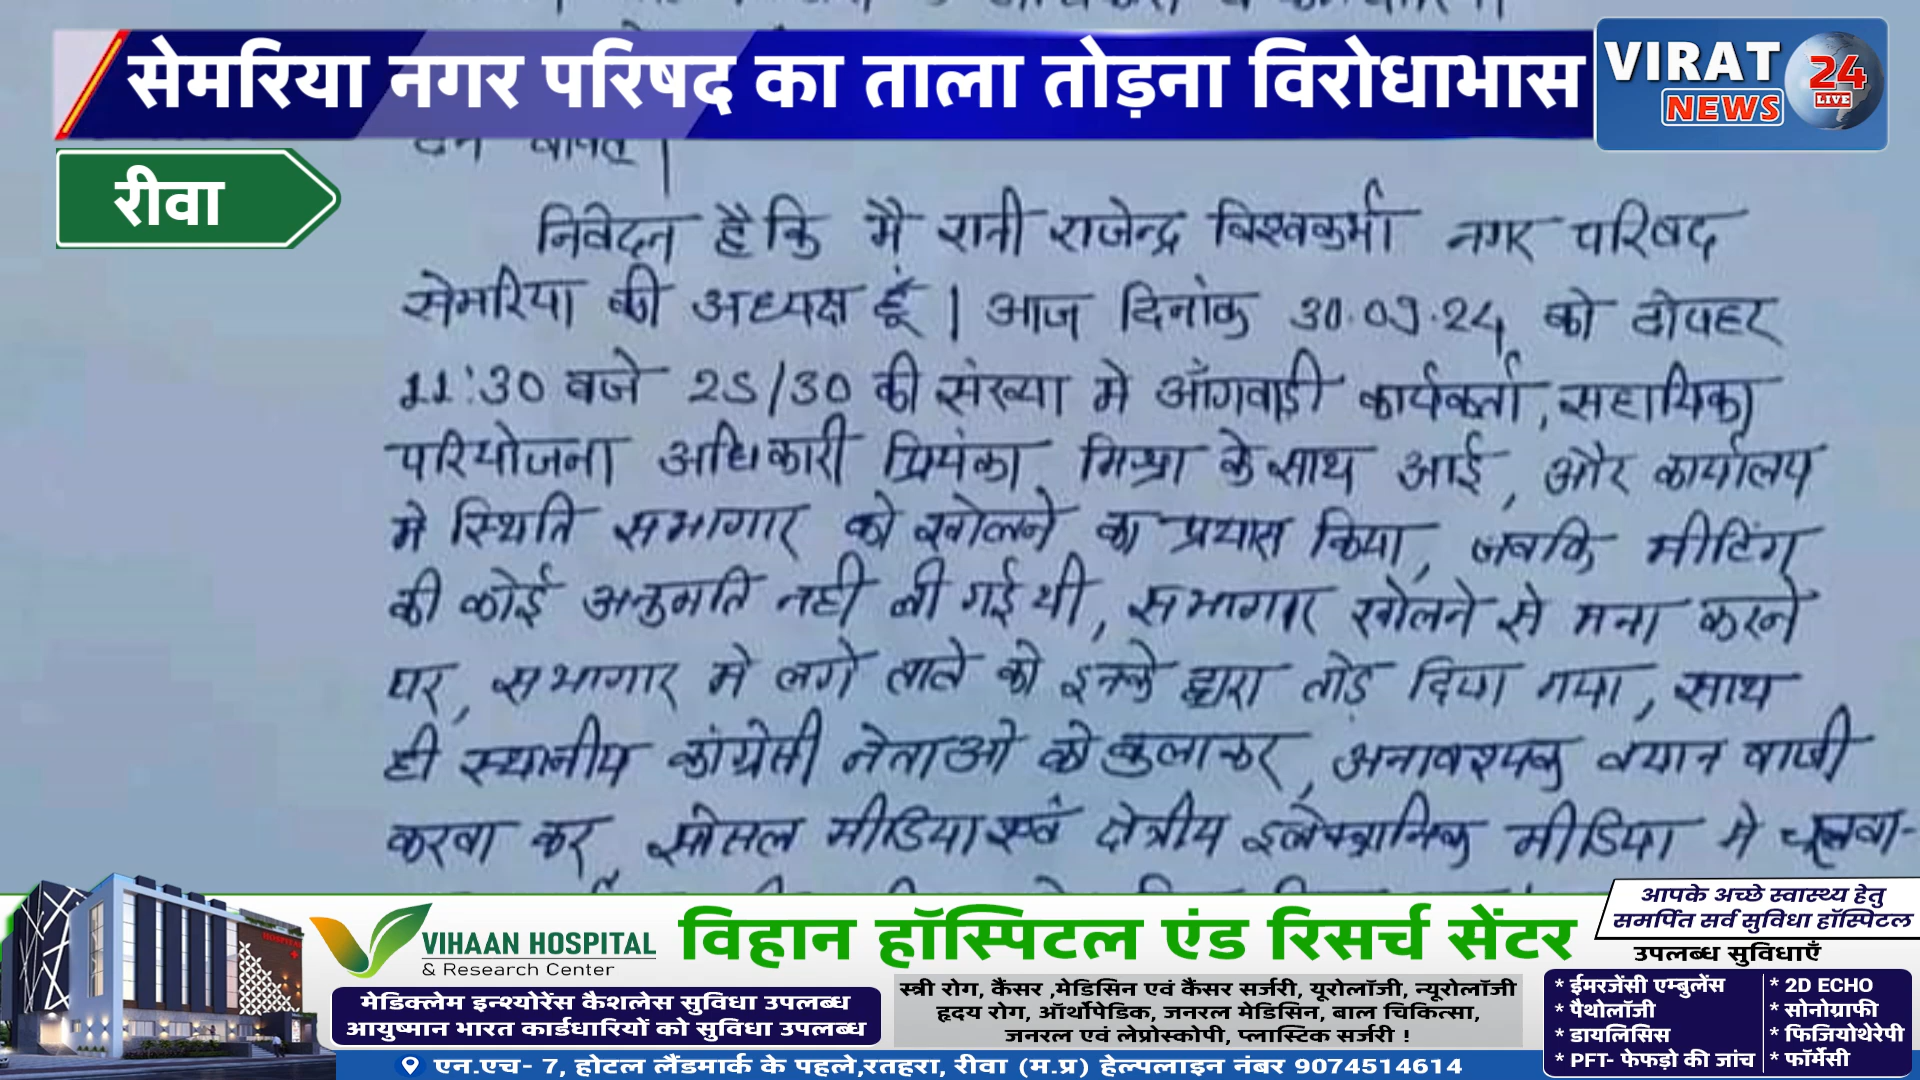 सेमरिया नगर परिषद का ताला तोड़ना विरोधाभास
VIRAT
NEWS
24
LIVE
रीवा
निवेदन है कि मै रानी राजेन्द्र विश्वकर्मा नगर परिषद
सेमरिया की अध्यक्ष हूं | आज दिनांक 30.09.24 को दोपहर
11:30 बजे 25/30 की संख्या मे आँगवाड़ी कार्यकर्ता, सहायिका
परियोजना अधिकारी प्रियंका मिश्रा के साथ आई, और कार्यालय
मे स्थिति सभागार को खोलने का प्रयास किया, जबकि मीटिंग
की कोई अनुमति नही ली गई थी, सभागार खोलने से मना करने
पर, सभागार मे लगे ताले को इनके द्वारा तोड़ दिया गया, साथ
ही स्थानीय कांग्रेसी नेताओ को बुलाकर, अनावश्यक वयान बाजी
करवा कर, सोसल मीडिया एवं क्षेत्रीय इलेक्ट्रानिक मीडिया मे चलवा-
HOSPITAL
VIHAAN HOSPITAL
& Research Center
विहान हॉस्पिटल एंड रिसर्च सेंटर
आपके अच्छे स्वास्थ्य हेतु
समर्पित सर्व सुविधा हॉस्पिटल
उपलब्ध सुविधाएँ
मेडिक्लेम इन्श्योरेंस कैशलेस सुविधा उपलब्ध
आयुष्मान भारत कार्डधारियों को सुविधा उपलब्ध
स्त्री रोग, कैंसर ,मेडिसिन एवं कैंसर सर्जरी, यूरोलॉजी, न्यूरोलॉजी
हृदय रोग, ऑर्थोपेडिक, जनरल मेडिसिन, बाल चिकित्सा,
जनरल एवं लेप्रोस्कोपी, प्लास्टिक सर्जरी !
* ईमरजेंसी एम्बुलेंस
* पैथोलॉजी
* डायलिसिस
* PFT- फेफड़ो की जांच
* 2D ECHO
* सोनोग्राफी
* फिजियोथेरेपी
* फॉर्मेसी
एन.एच- 7, होटल लैंडमार्क के पहले,रतहरा, रीवा (म.प्र) हेल्पलाइन नंबर 9074514614